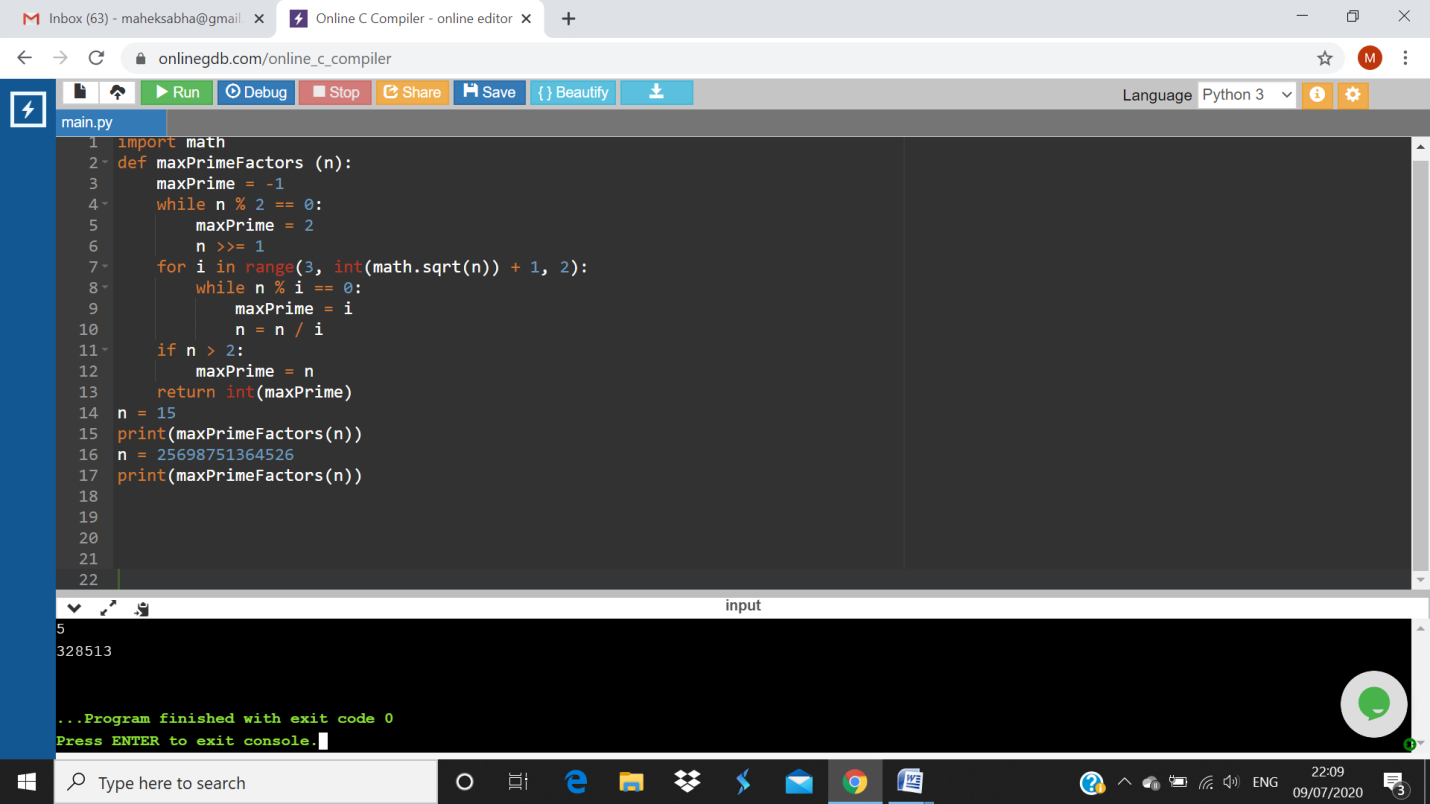 Inbox (63) - maheksabha@gmail.
Online C Compiler - online editor
onlinegdb.com/online_c_compiler
M
Run Debug Stop Share Save { } Beautify
Language Python 3
main.py
1 import math
2 def maxPrimeFactors (n):
3 maxPrime = -1
4 while n % 2 == 0:
5 maxPrime = 2
6 n >>= 1
7 for i in range(3, int(math.sqrt(n)) + 1, 2):
8 while n % i == 0:
9 maxPrime = i
10 n = n / i
11 if n > 2:
12 maxPrime = n
13 return int(maxPrime)
14 n = 15
15 print(maxPrimeFactors(n))
16 n = 25698751364526
17 print(maxPrimeFactors(n))
18
19
20
21
22
input
5
328513
...Program finished with exit code 0
Press ENTER to exit console.
Type here to search
ENG
22:09
09/07/2020
3